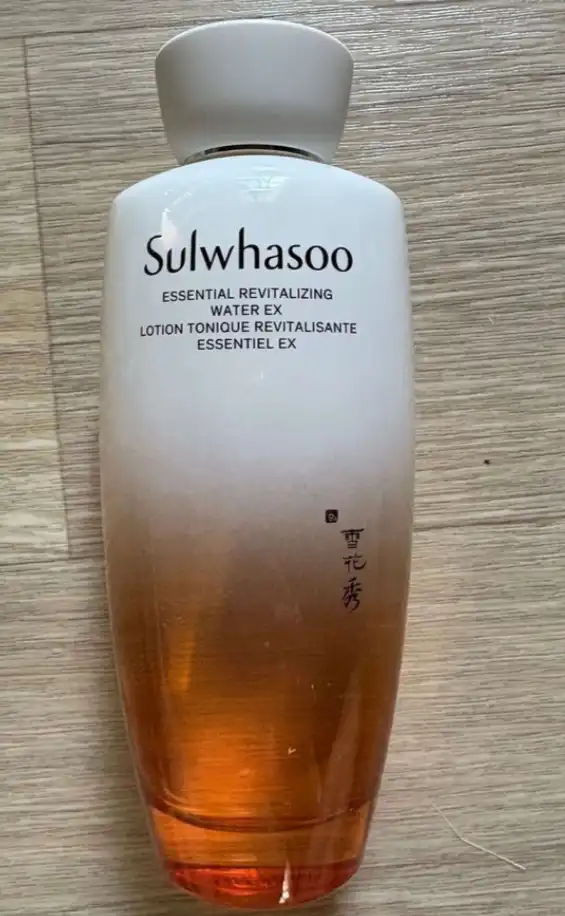 Sulwhasoo
ESSENTIAL REVITALIZING
WATER EX
LOTION TONIQUE REVITALISANTE
ESSENTIEL EX
雪花秀